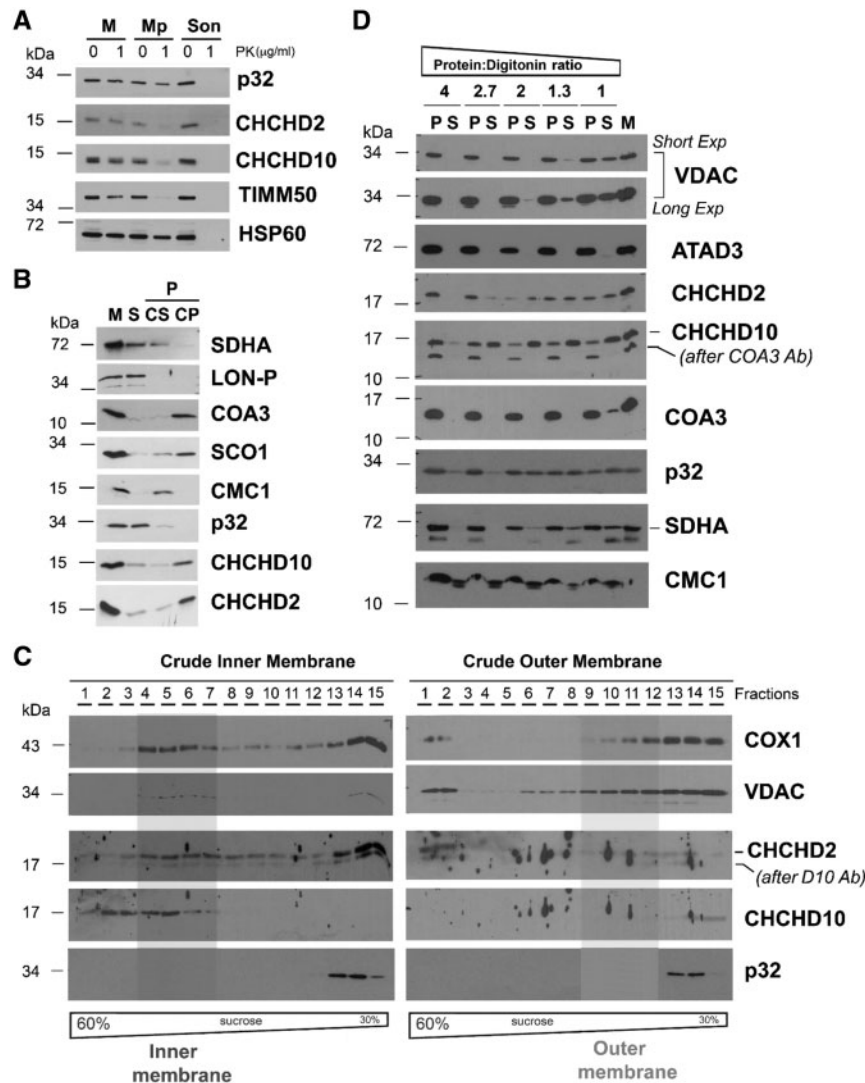 A
M Mp Son
0 1 0 1 0 1 PK(µg/ml)
kDa
34 p32
15 CHCHD2
15 CHCHD10
34 TIMM50
72 HSP60
B
P
M S CS CP
kDa
72 SDHA
34 LON-P
10 COA3
34 SCO1
15 CMC1
34 p32
15 CHCHD10
15 CHCHD2
D
Protein:Digitonin ratio
4 2.7 2 1.3 1
P S P S P S P S P S M
kDa
34 Short Exp
VDAC
34 Long Exp
72 ATAD3
17 CHCHD2
17 CHCHD10
(after COA3 Ab)
10
17
COA3
10
34 p32
72 SDHA
CMC1
10
C
Crude Inner Membrane Crude Outer Membrane
1 2 3 4 5 6 7 8 9 10 11 12 13 14 15 1 2 3 4 5 6 7 8 9 10 11 12 13 14 15 Fractions
kDa
43 COX1
34 VDAC
17 CHCHD2
(after D10 Ab)
17 CHCHD10
34 p32
60% sucrose 30% 60% sucrose 30%
Inner membrane
Outer membrane